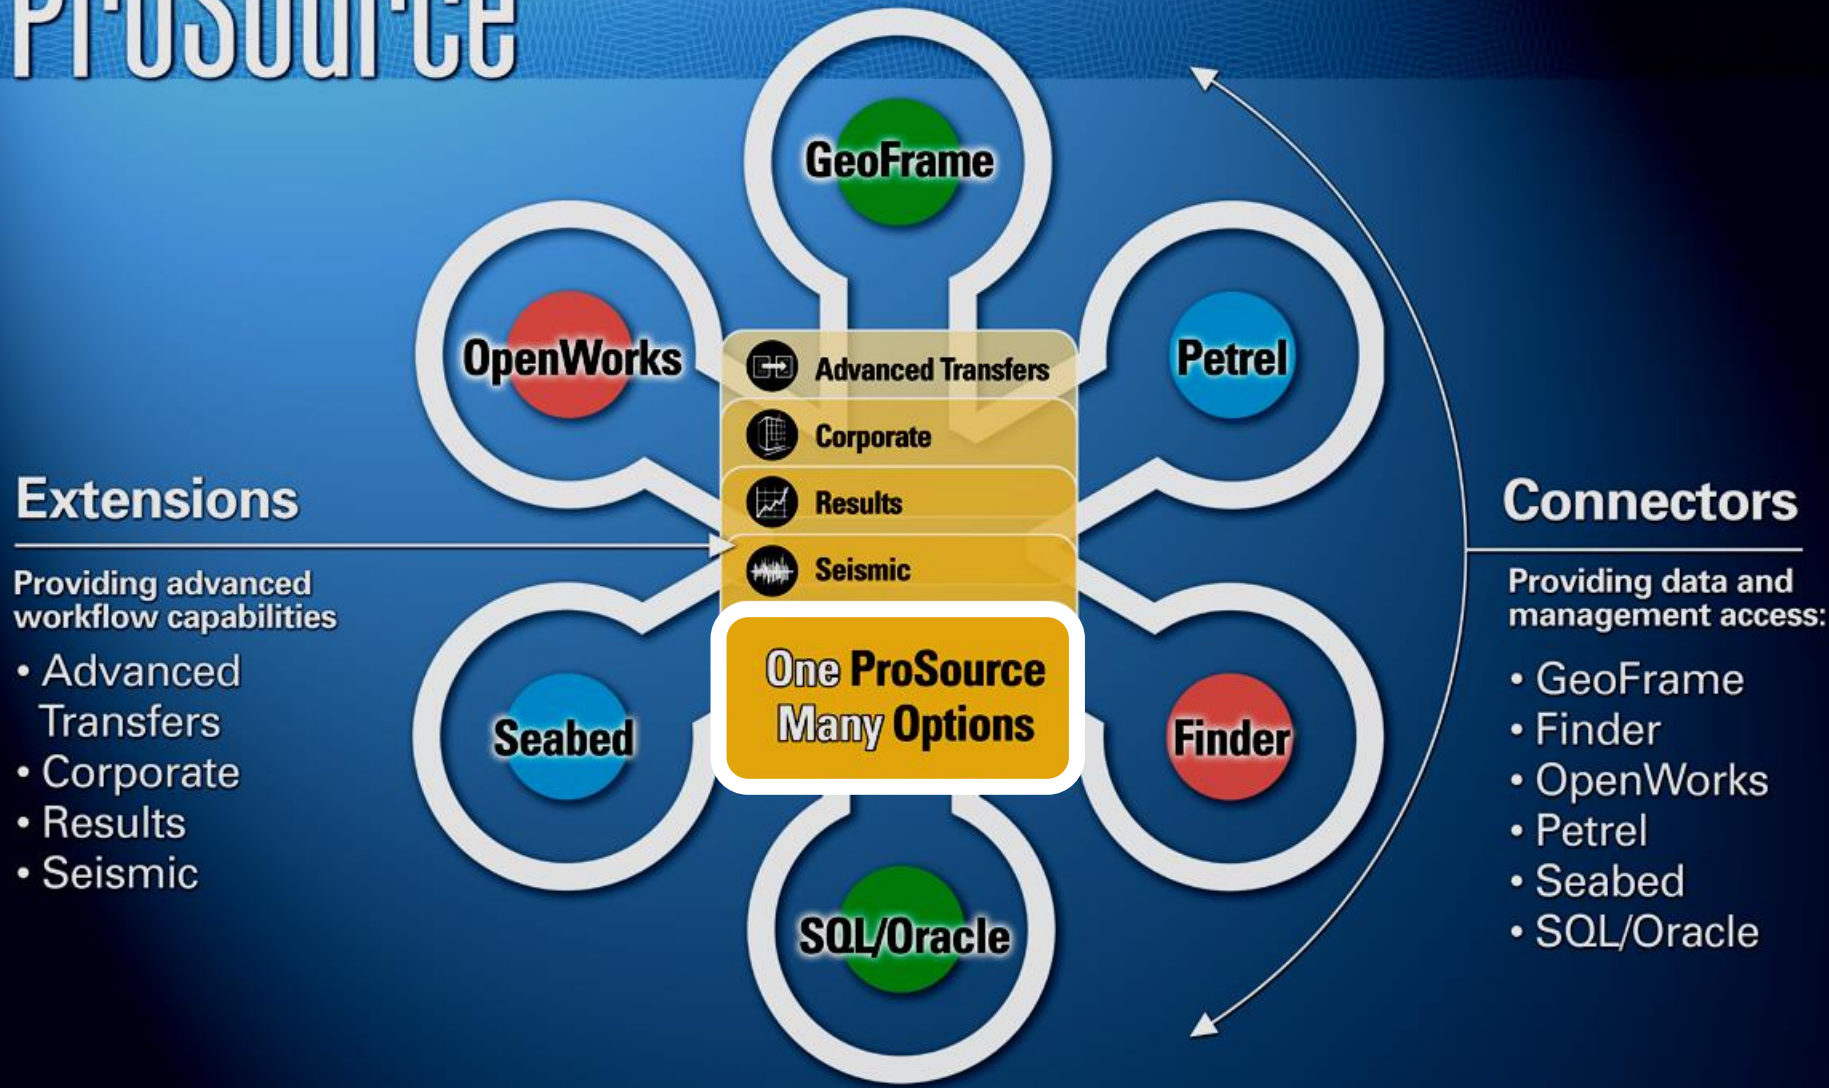 ProSource
GeoFrame
OpenWorks
Petrel
Advanced Transfers
Corporate
Results
Seismic
One ProSource
Many Options
Seabed
Finder
SQL/Oracle
Extensions
Providing advanced
workflow capabilities
• Advanced
Transfers
• Corporate
• Results
• Seismic
Connectors
Providing data and
management access:
• GeoFrame
• Finder
• OpenWorks
• Petrel
• Seabed
• SQL/Oracle